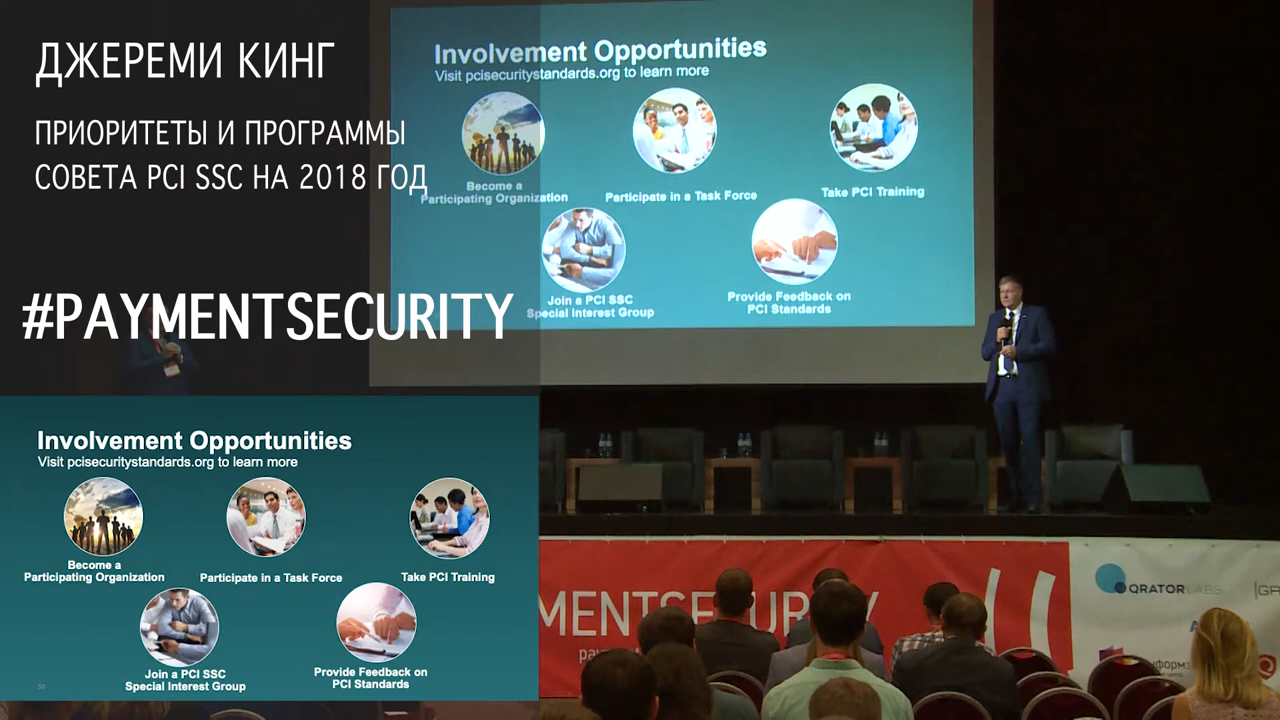 ДЖЕРЕМИ КИНГ
ПРИОРИТЕТЫ И ПРОГРАММЫ
СОВЕТА PCI SSC НА 2018 ГОД
#PAYMENTSECURITY
Involvement Opportunities
Visit pcisecuritystandards.org to learn more
Become a
Participating Organization
Participate in a Task Force
Take PCI Training
Join a PCI SSC
Special Interest Group
Provide Feedback on
PCI Standards
Involvement Opportunities
Visit pcisecuritystandards.org to learn more
Become a
Participating Organization
Participate in a Task Force
Take PCI Training
Join a PCI SSC
Special Interest Group
Provide Feedback on
PCI Standards
50
MENTSECURITY
QRATOR LABS